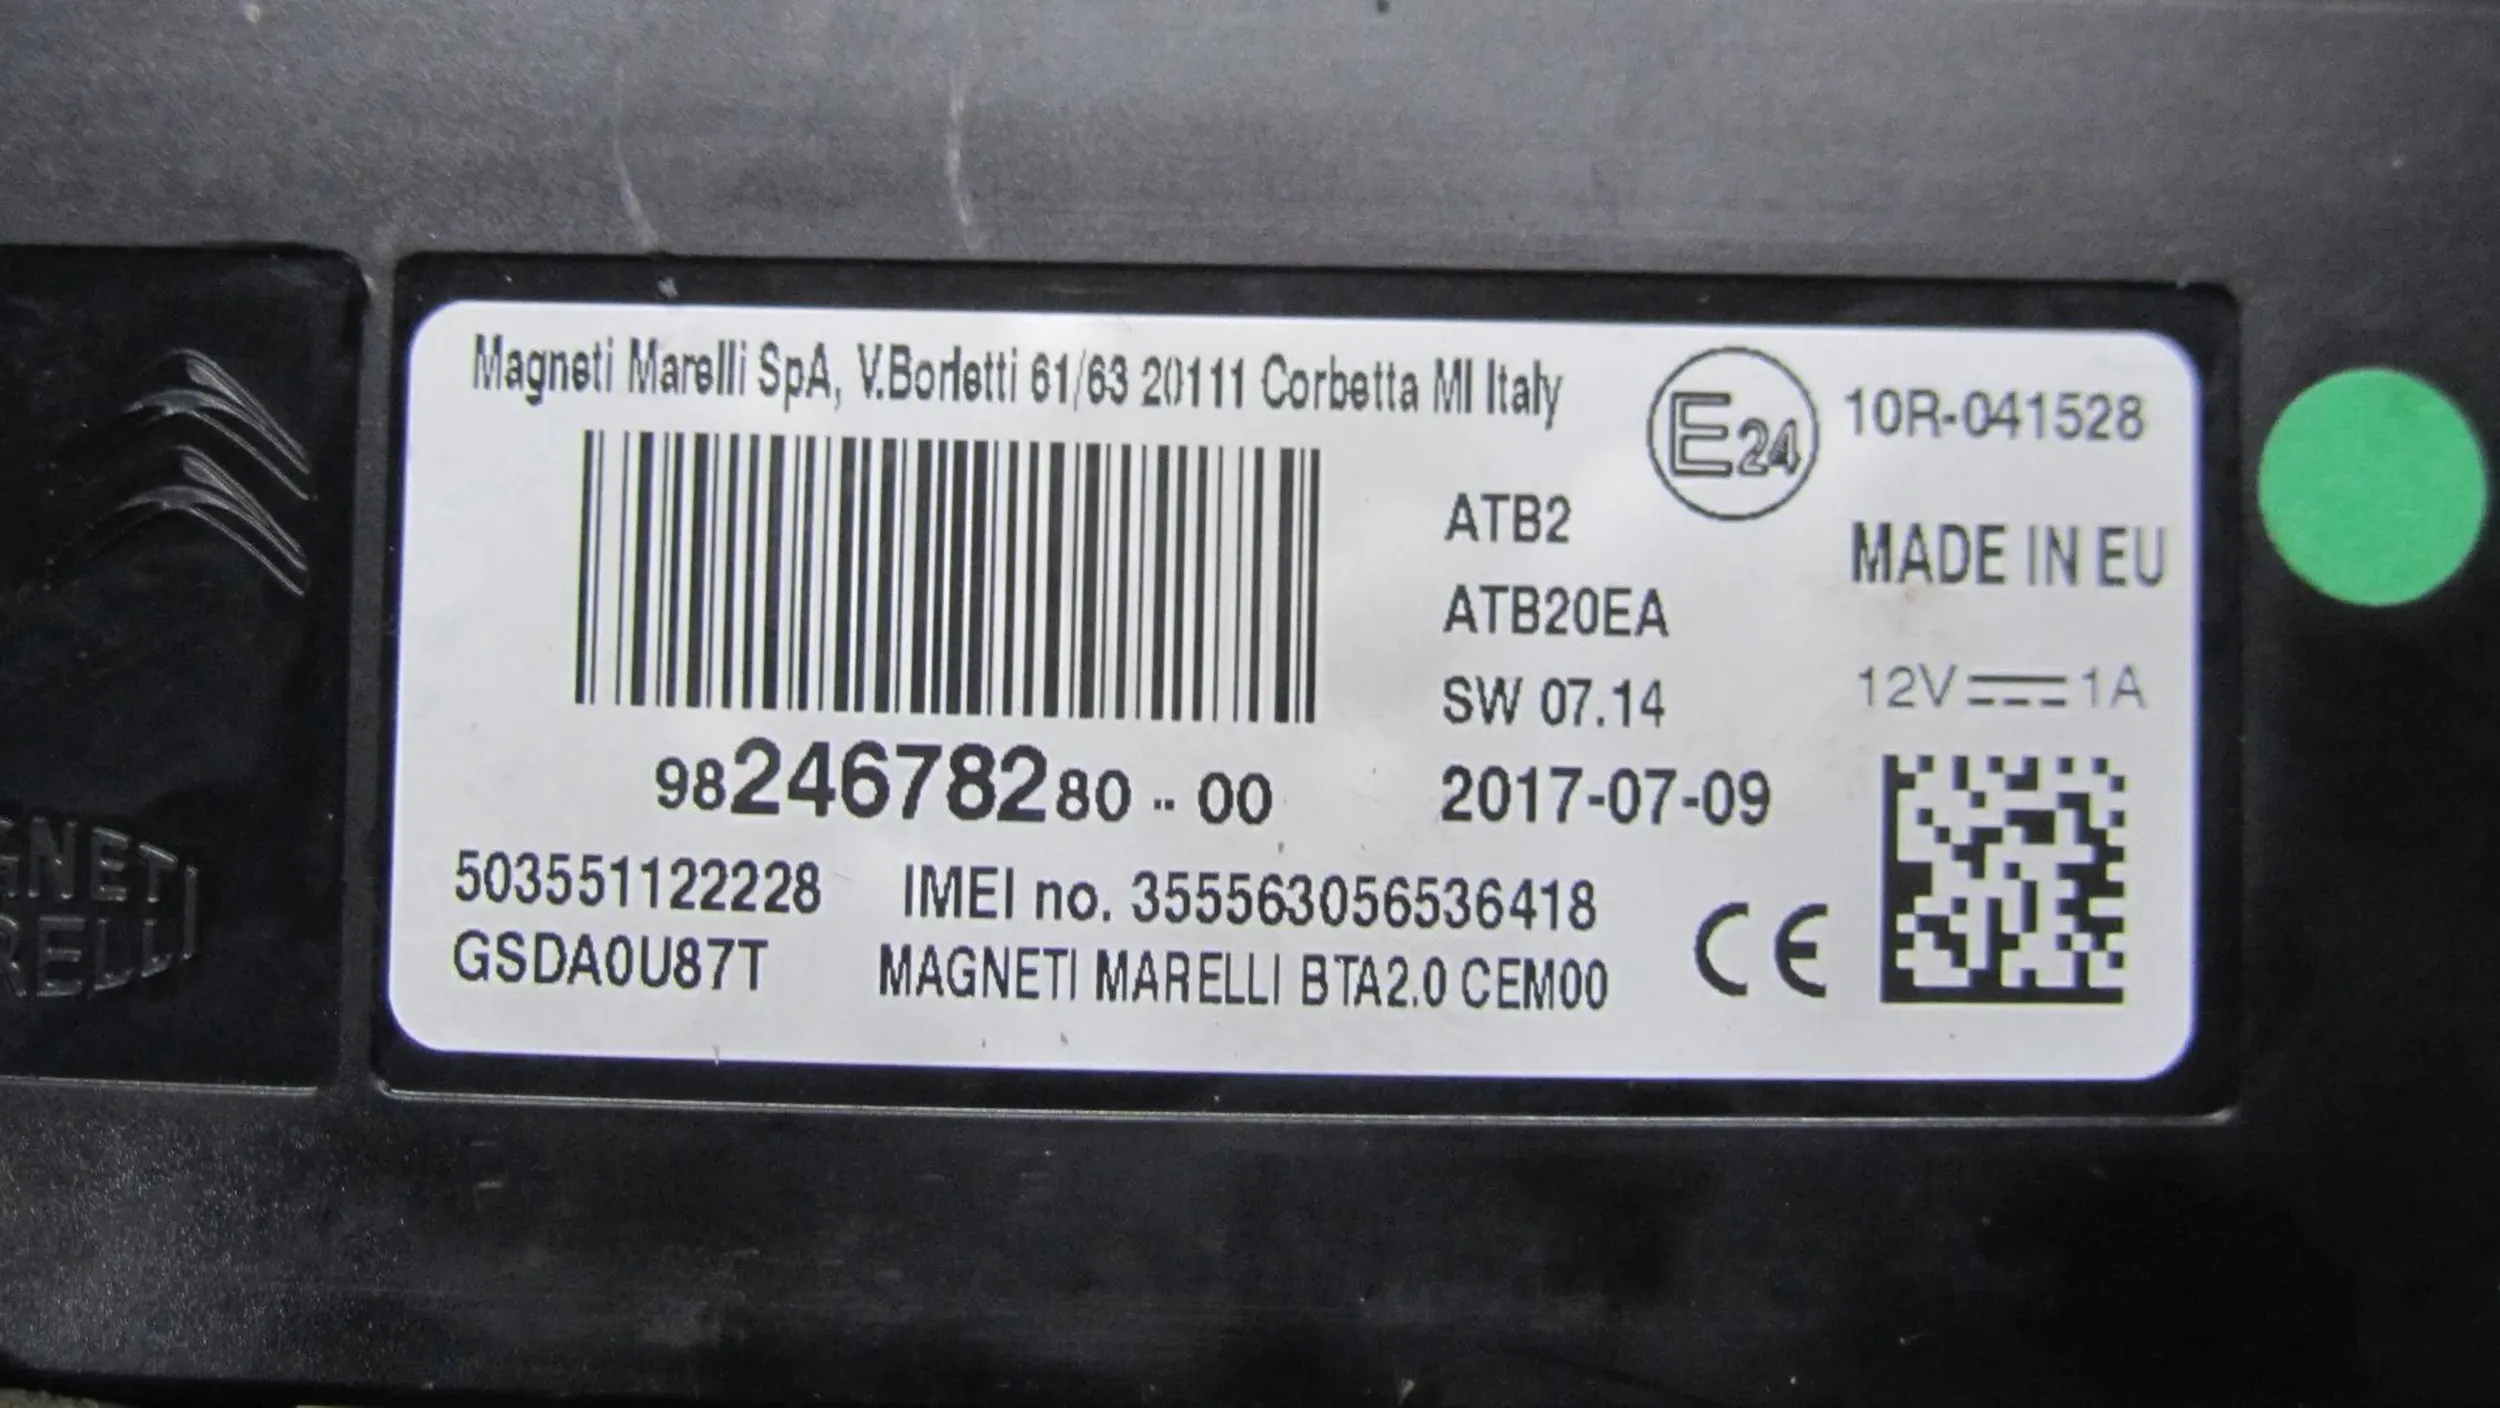 Magneti Marelli SpA, V.Borletti 61/63 20111 Corbetta MI Italy
E24
10R-041528
ATB2
MADE IN EU
ATB20EA
SW 07.14
12V 1A
9824678280 - 00
2017-07-09
503551122228 IMEI no. 355563056536418
GSDA0U87T MAGNETI MARELLI BTA2.0 CEM00
CE